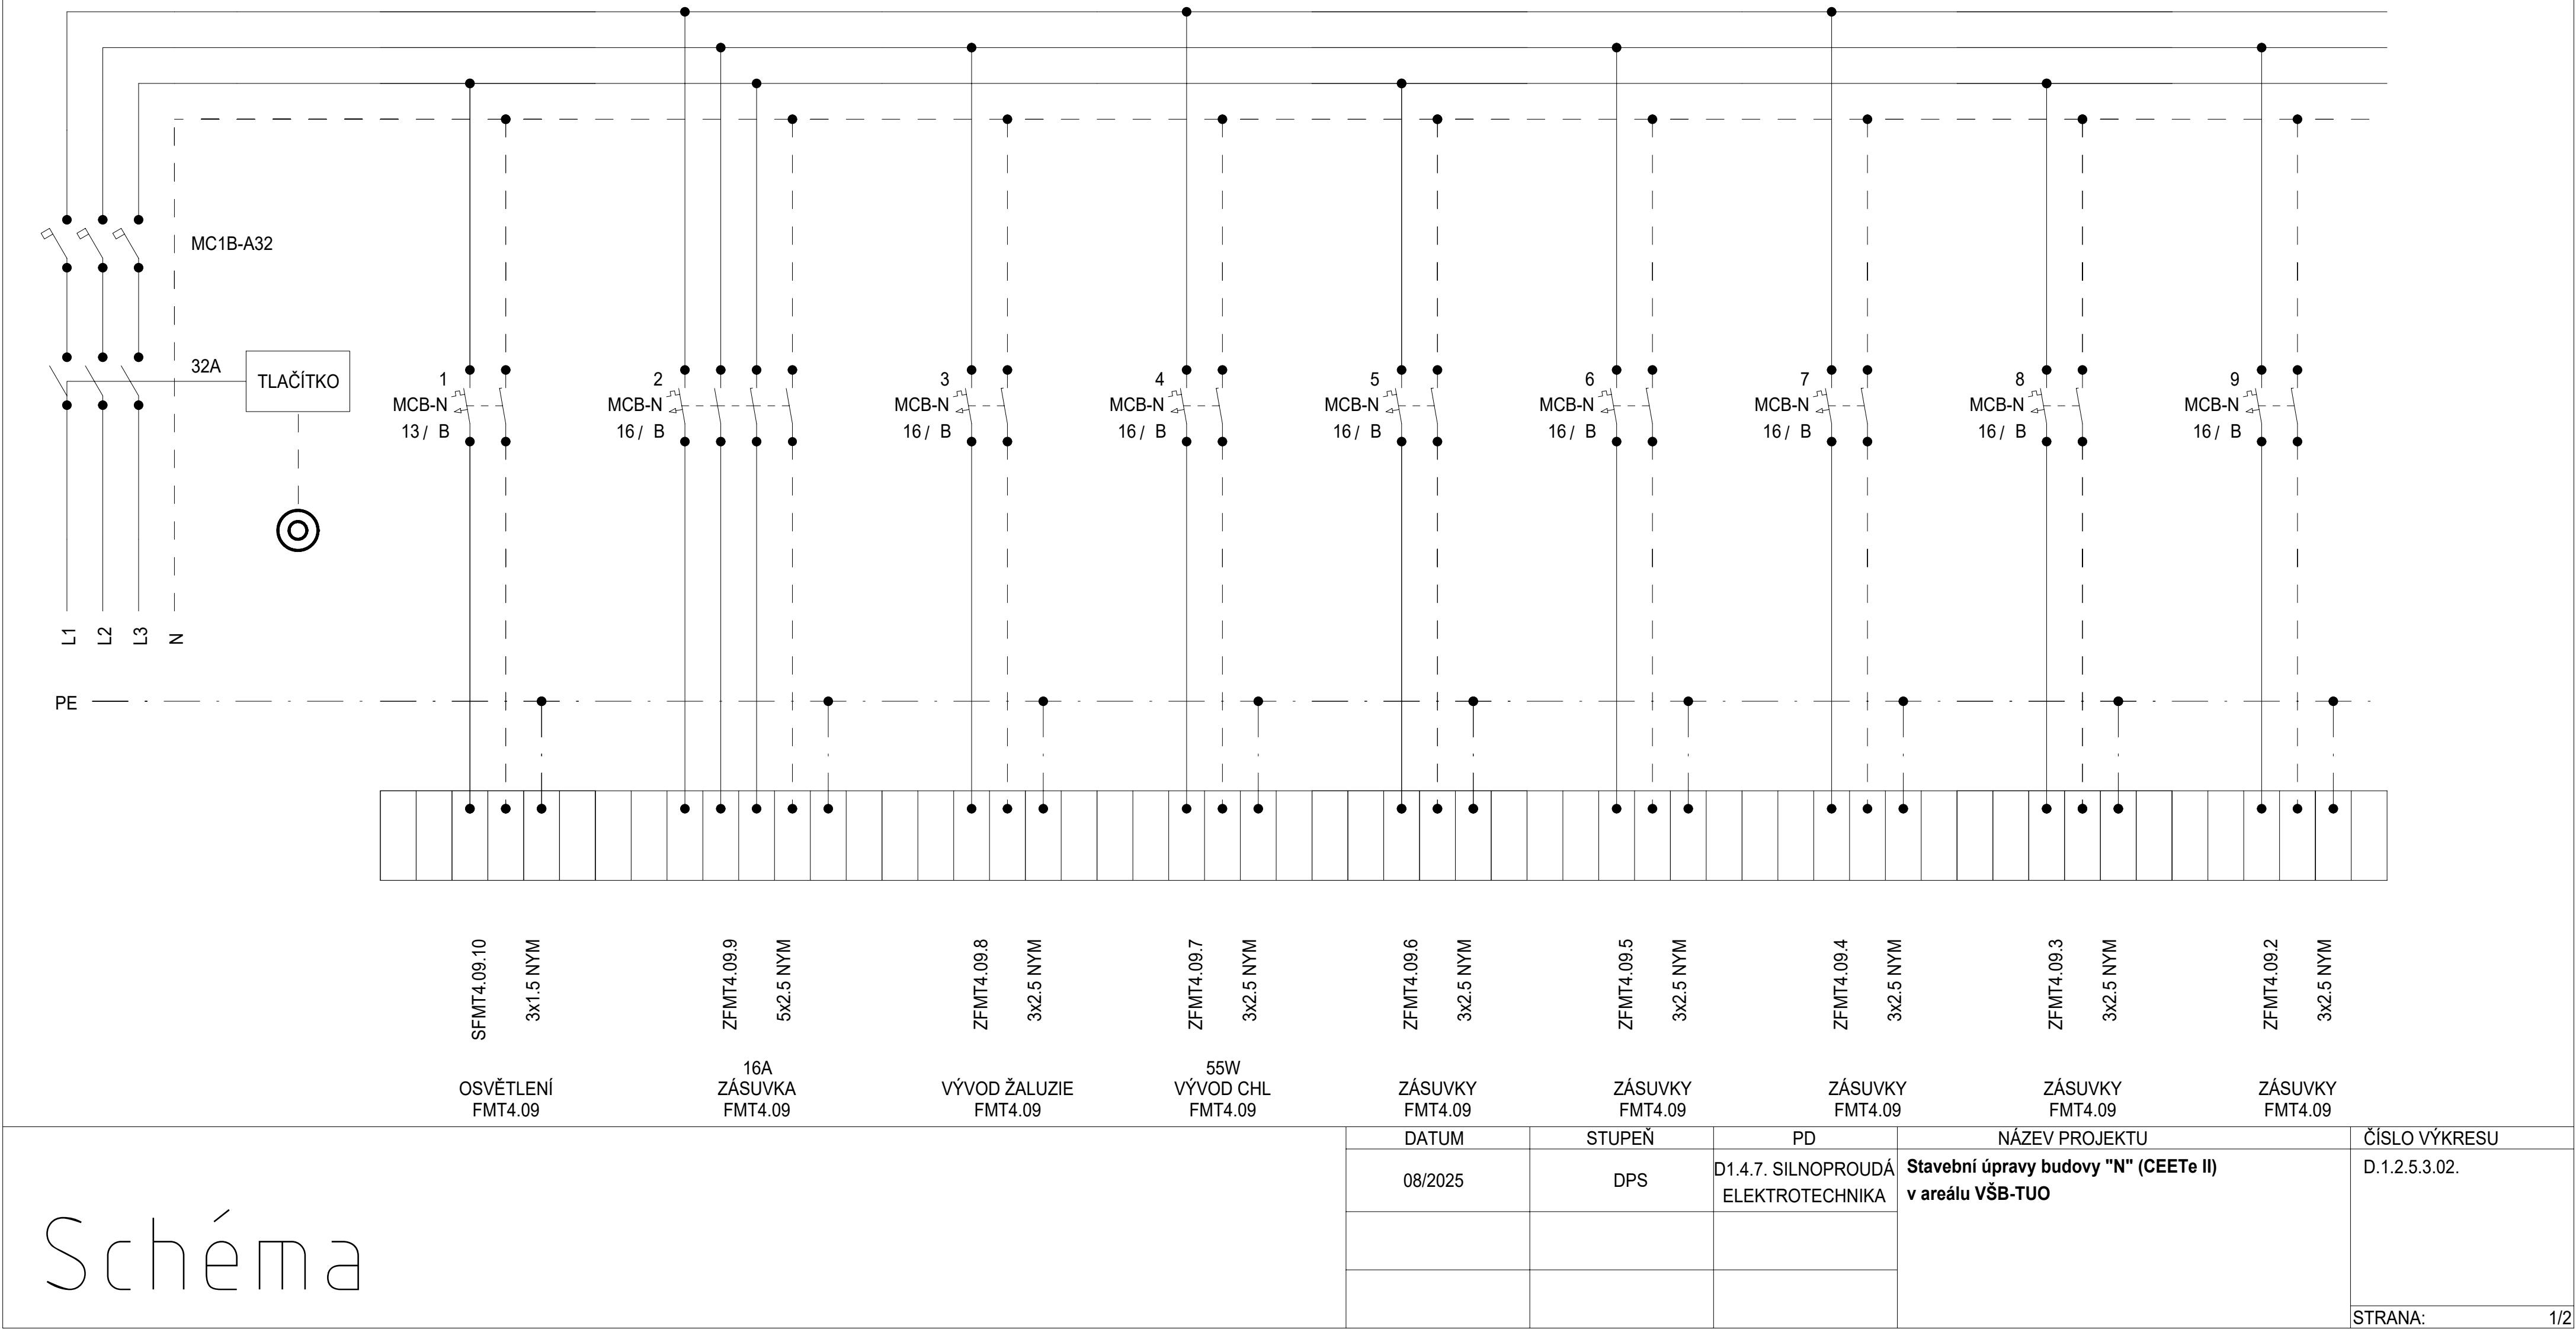 MC1B-A32
32A
TLAČÍTKO
1
MCB-N
13 / B
2
MCB-N
16 / B
3
MCB-N
16 / B
4
MCB-N
16 / B
5
MCB-N
16 / B
6
MCB-N
16 / B
7
MCB-N
16 / B
8
MCB-N
16 / B
9
MCB-N
16 / B
L1
L2
L3
N
PE
SFMT4.09.10
3x1.5 NYM
OSVĚTLENÍ
FMT4.09
ZFMT4.09.9
5x2.5 NYM
16A
ZÁSUVKA
FMT4.09
ZFMT4.09.8
3x2.5 NYM
VÝVOD ŽALUZIE
FMT4.09
ZFMT4.09.7
3x2.5 NYM
55W
VÝVOD CHL
FMT4.09
ZFMT4.09.6
3x2.5 NYM
ZÁSUVKY
FMT4.09
ZFMT4.09.5
3x2.5 NYM
ZÁSUVKY
FMT4.09
ZFMT4.09.4
3x2.5 NYM
ZÁSUVKY
FMT4.09
ZFMT4.09.3
3x2.5 NYM
ZÁSUVKY
FMT4.09
ZFMT4.09.2
3x2.5 NYM
ZÁSUVKY
FMT4.09
Schéma
DATUM
08/2025
STUPEŇ
DPS
PD
D1.4.7. SILNOPROUDÁ
ELEKTROTECHNIKA
NÁZEV PROJEKTU
Stavební úpravy budovy "N" (CEETe II)
v areálu VŠB-TUO
ČÍSLO VÝKRESU
D.1.2.5.3.02.
STRANA: 1/2